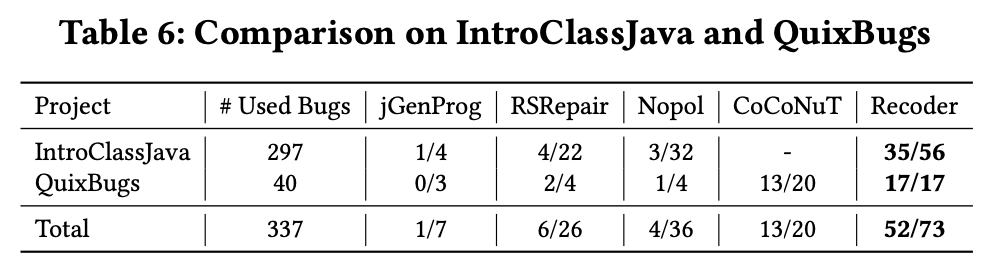 Table 6: Comparison on IntroClassJava and QuixBugs
Project # Used Bugs jGenProg RSRepair Nopol CoCoNuT Recoder
IntroClassJava 297 1/4 4/22 3/32 - 35/56
QuixBugs 40 0/3 2/4 1/4 13/20 17/17
Total 337 1/7 6/26 4/36 13/20 52/73